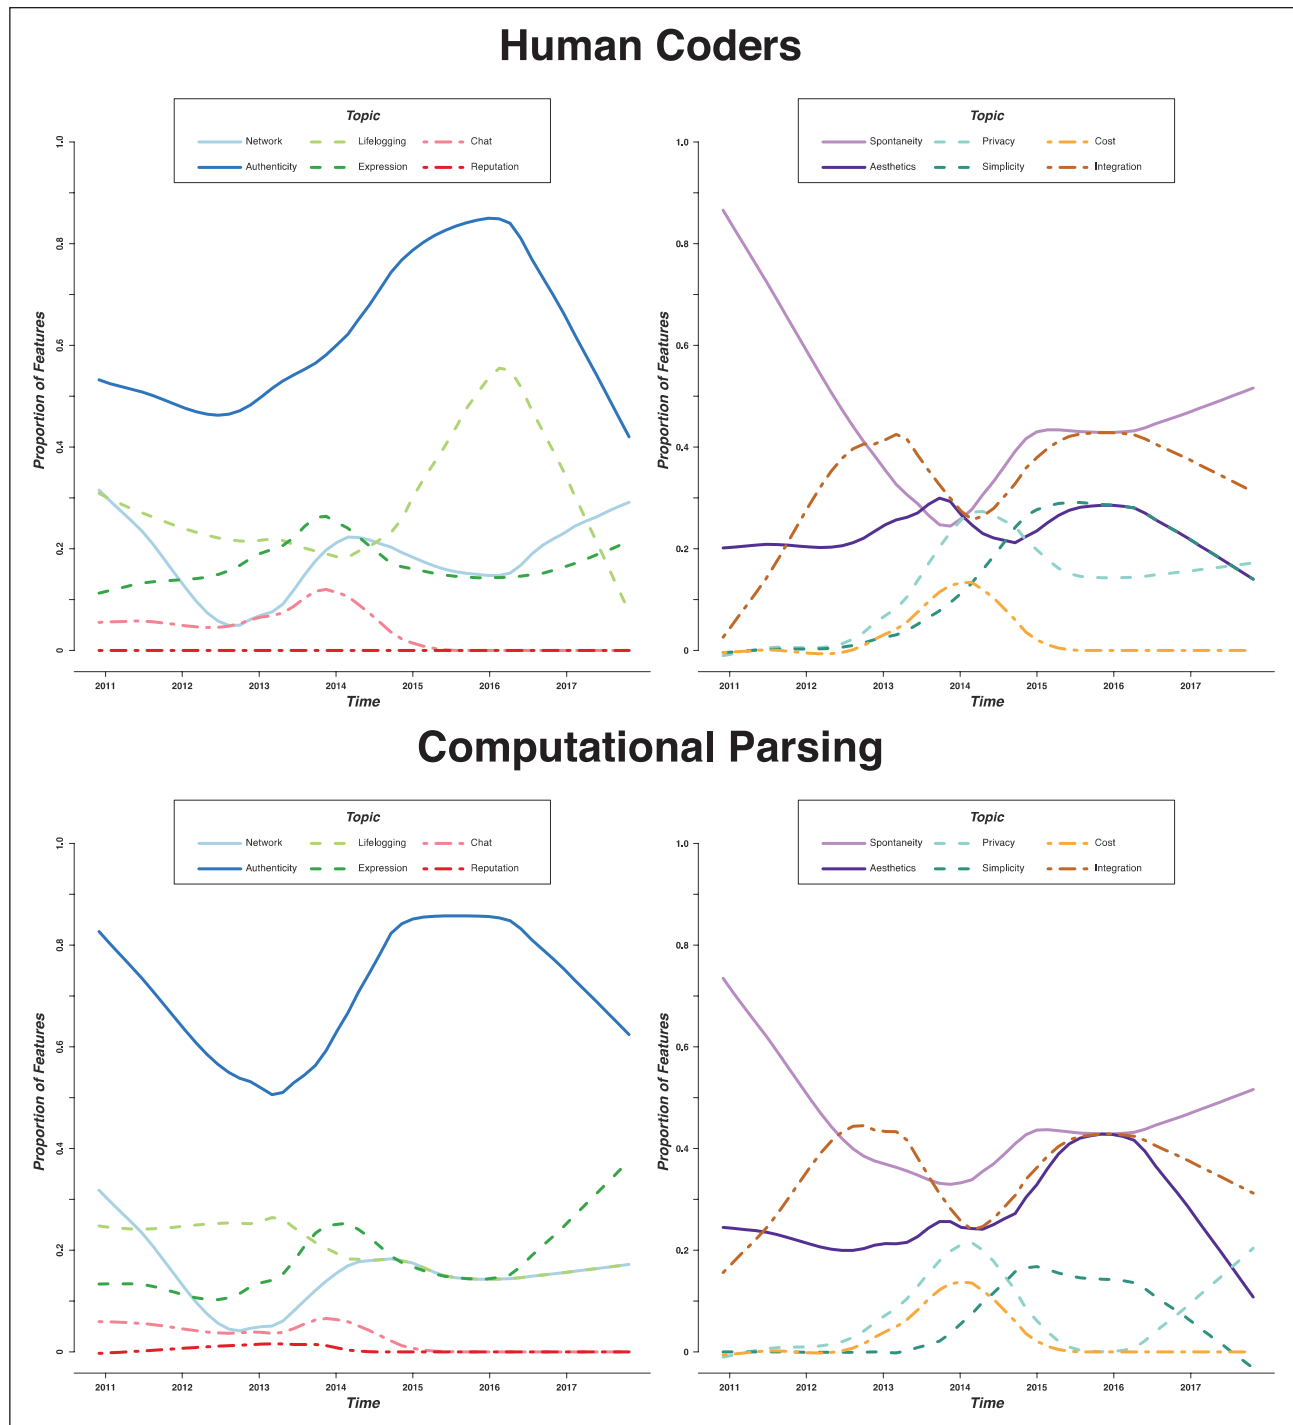 Human Coders
Topic
Network Lifelogging Chat
Authenticity Expression Reputation
Proportion of Features
1.0
0.8
0.6
0.4
0.2
0
2011 2012 2013 2014 2015 2016 2017
Time
Topic
Spontaneity Privacy Cost
Aesthetics Simplicity Integration
Proportion of Features
1.0
0.8
0.6
0.4
0.2
0
2011 2012 2013 2014 2015 2016 2017
Time
Computational Parsing
Topic
Network Lifelogging Chat
Authenticity Expression Reputation
Proportion of Features
1.0
0.8
0.6
0.4
0.2
0
2011 2012 2013 2014 2015 2016 2017
Time
Topic
Spontaneity Privacy Cost
Aesthetics Simplicity Integration
Proportion of Features
1.0
0.8
0.6
0.4
0.2
0
2011 2012 2013 2014 2015 2016 2017
Time